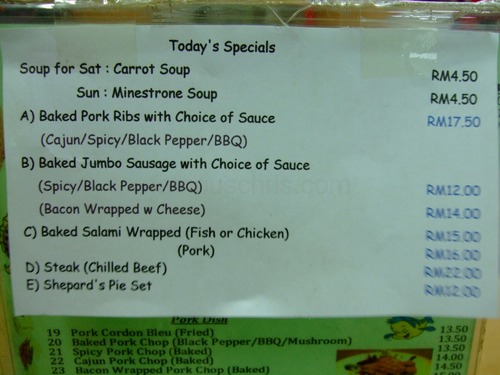 Today's Specials
Soup for Sat : Carrot Soup RM4.50
Sun : Minestrone Soup RM4.50
A) Baked Pork Ribs with Choice of Sauce RM17.50
(Cajun/Spicy/Black Pepper/BBQ)
B) Baked Jumbo Sausage with Choice of Sauce
(Spicy/Black Pepper/BBQ) RM12.00
(Bacon Wrapped w Cheese) RM14.00
C) Baked Salami Wrapped (Fish or Chicken) RM15.00
(Pork) RM16.00
D) Steak (Chilled Beef) RM22.00
E) Shepard's Pie Set RM12.00
Pork Dish
19 Pork Cordon Bleu (Fried) 13.50
20 Baked Pork Chop (Black Pepper/BBQ/Mushroom) 13.50
21 Spicy Pork Chop (Baked) 13.50
22 Cajun Pork Chop (Baked) 14.00
23 Bacon Wrapped Pork Chop (Baked) 14.50